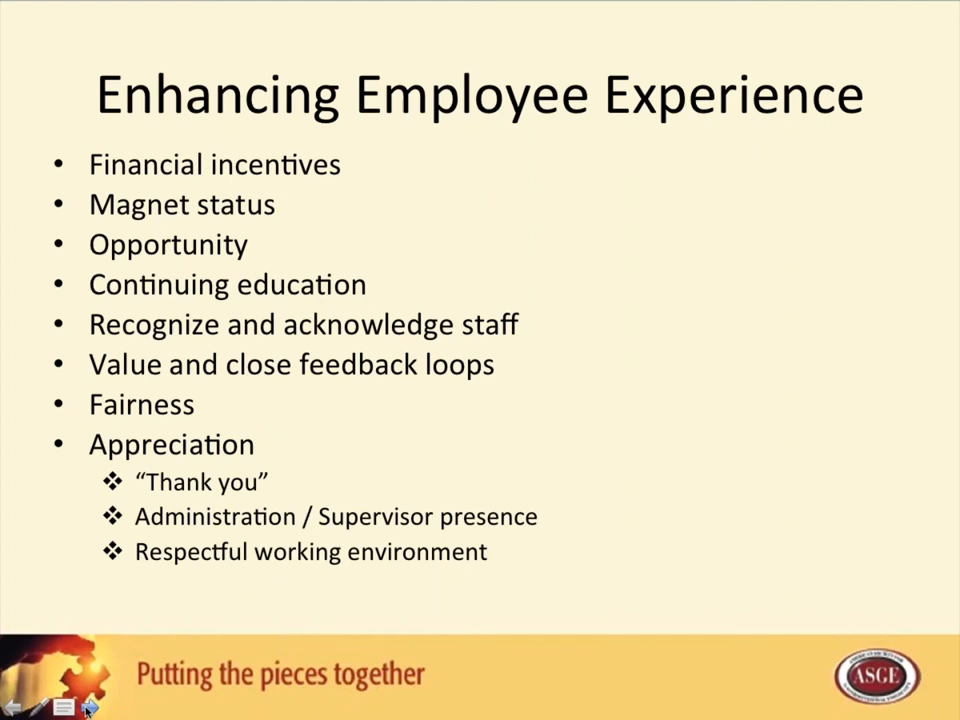 Enhancing Employee Experience
• Financial incentives
• Magnet status
• Opportunity
• Continuing education
• Recognize and acknowledge staff
• Value and close feedback loops
• Fairness
• Appreciation
❖ “Thank you”
❖ Administration / Supervisor presence
❖ Respectful working environment
Putting the pieces together
ASGE